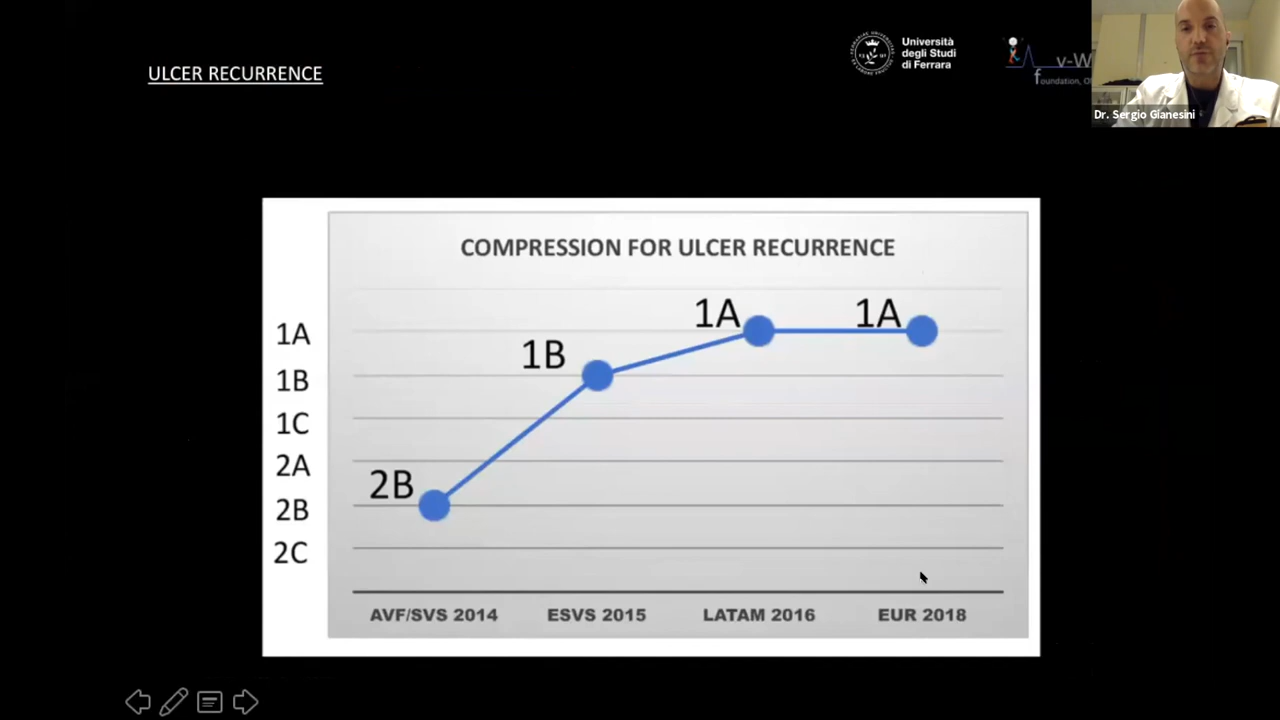 ULCER RECURRENCE
Università
degli Studi
di Ferrara
v-W
foundation,
Dr. Sergio Gianesini
COMPRESSION FOR ULCER RECURRENCE
1A
1B
1C
2A
2B
2C
2B
1B
1A
1A
AVF/SVS 2014
ESVS 2015
LATAM 2016
EUR 2018